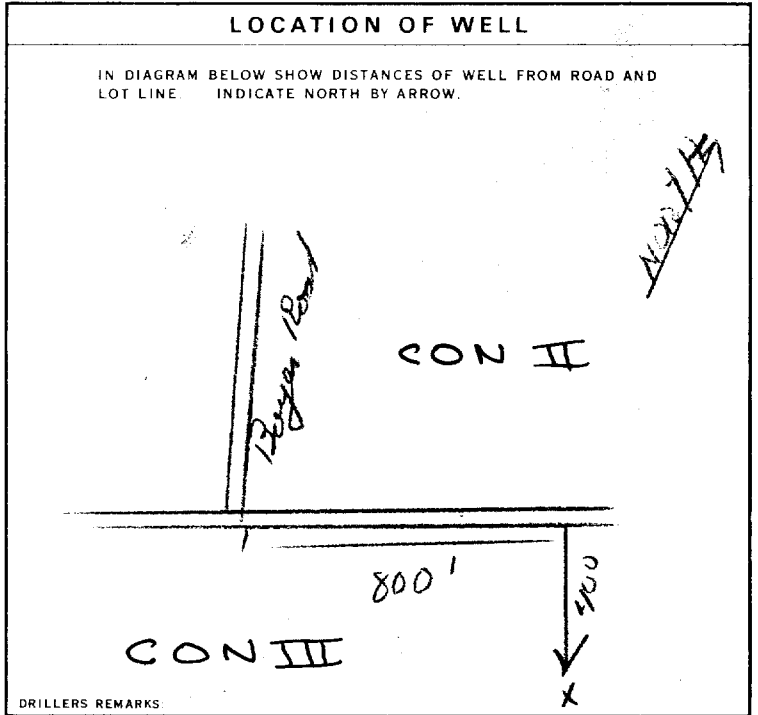 LOCATION OF WELL
IN DIAGRAM BELOW SHOW DISTANCES OF WELL FROM ROAD AND
LOT LINE. INDICATE NORTH BY ARROW.
NORTH
Road
CON II
800'
400
CON III
X
DRILLERS REMARKS: